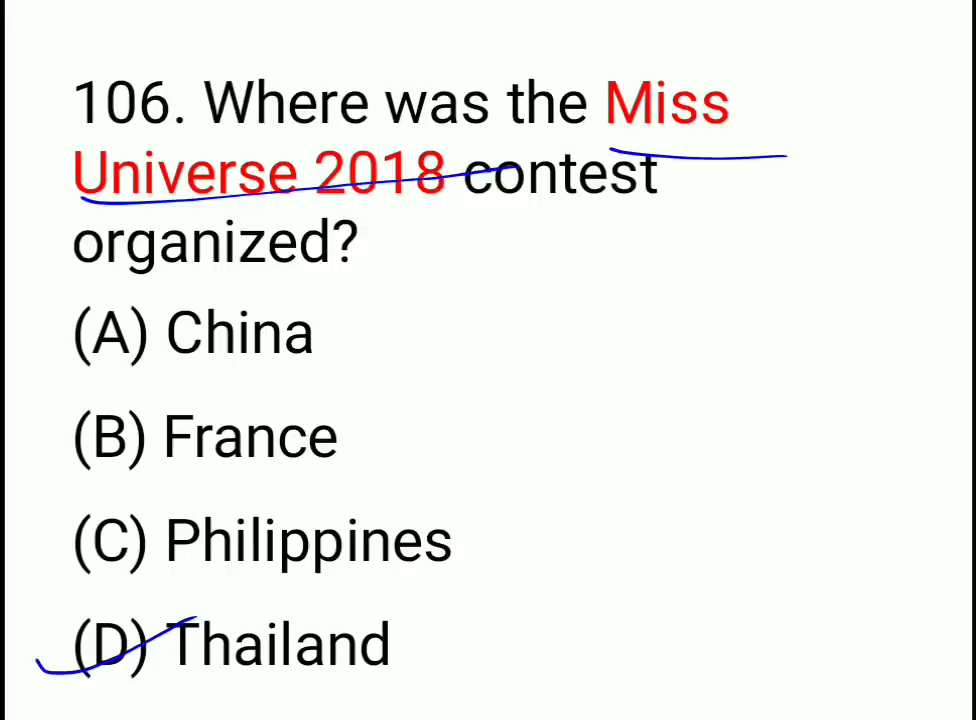 106. Where was the Miss
Universe 2018 contest
organized?
(A) China
(B) France
(C) Philippines
(D) Thailand